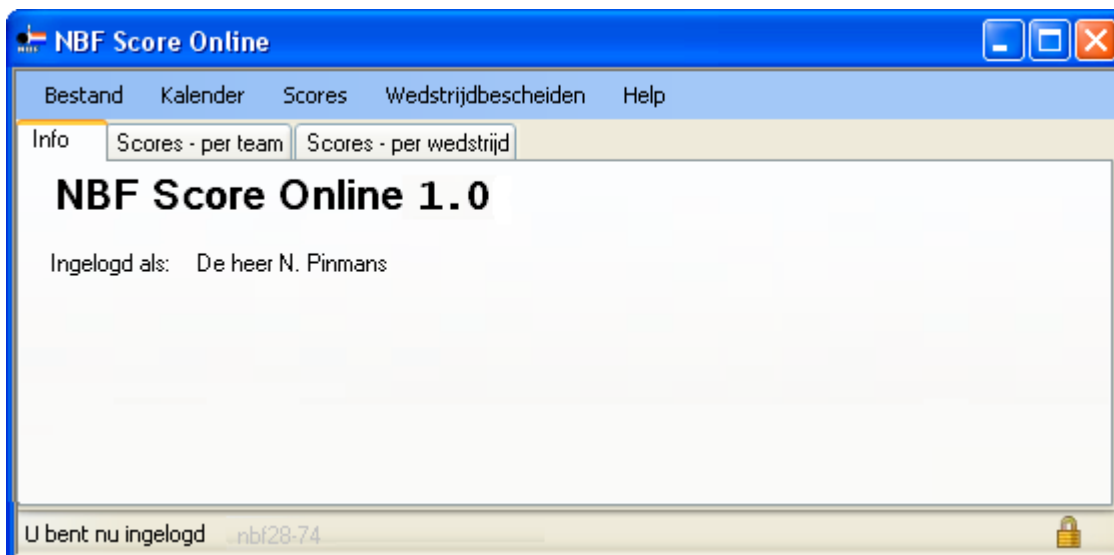 NBF Score Online
Bestand Kalender Scores Wedstrijdbescheiden Help
Info Scores - per team Scores - per wedstrijd
NBF Score Online 1.0
Ingelogd als: De heer N. Pinmans
U bent nu ingelogd nbf28-74